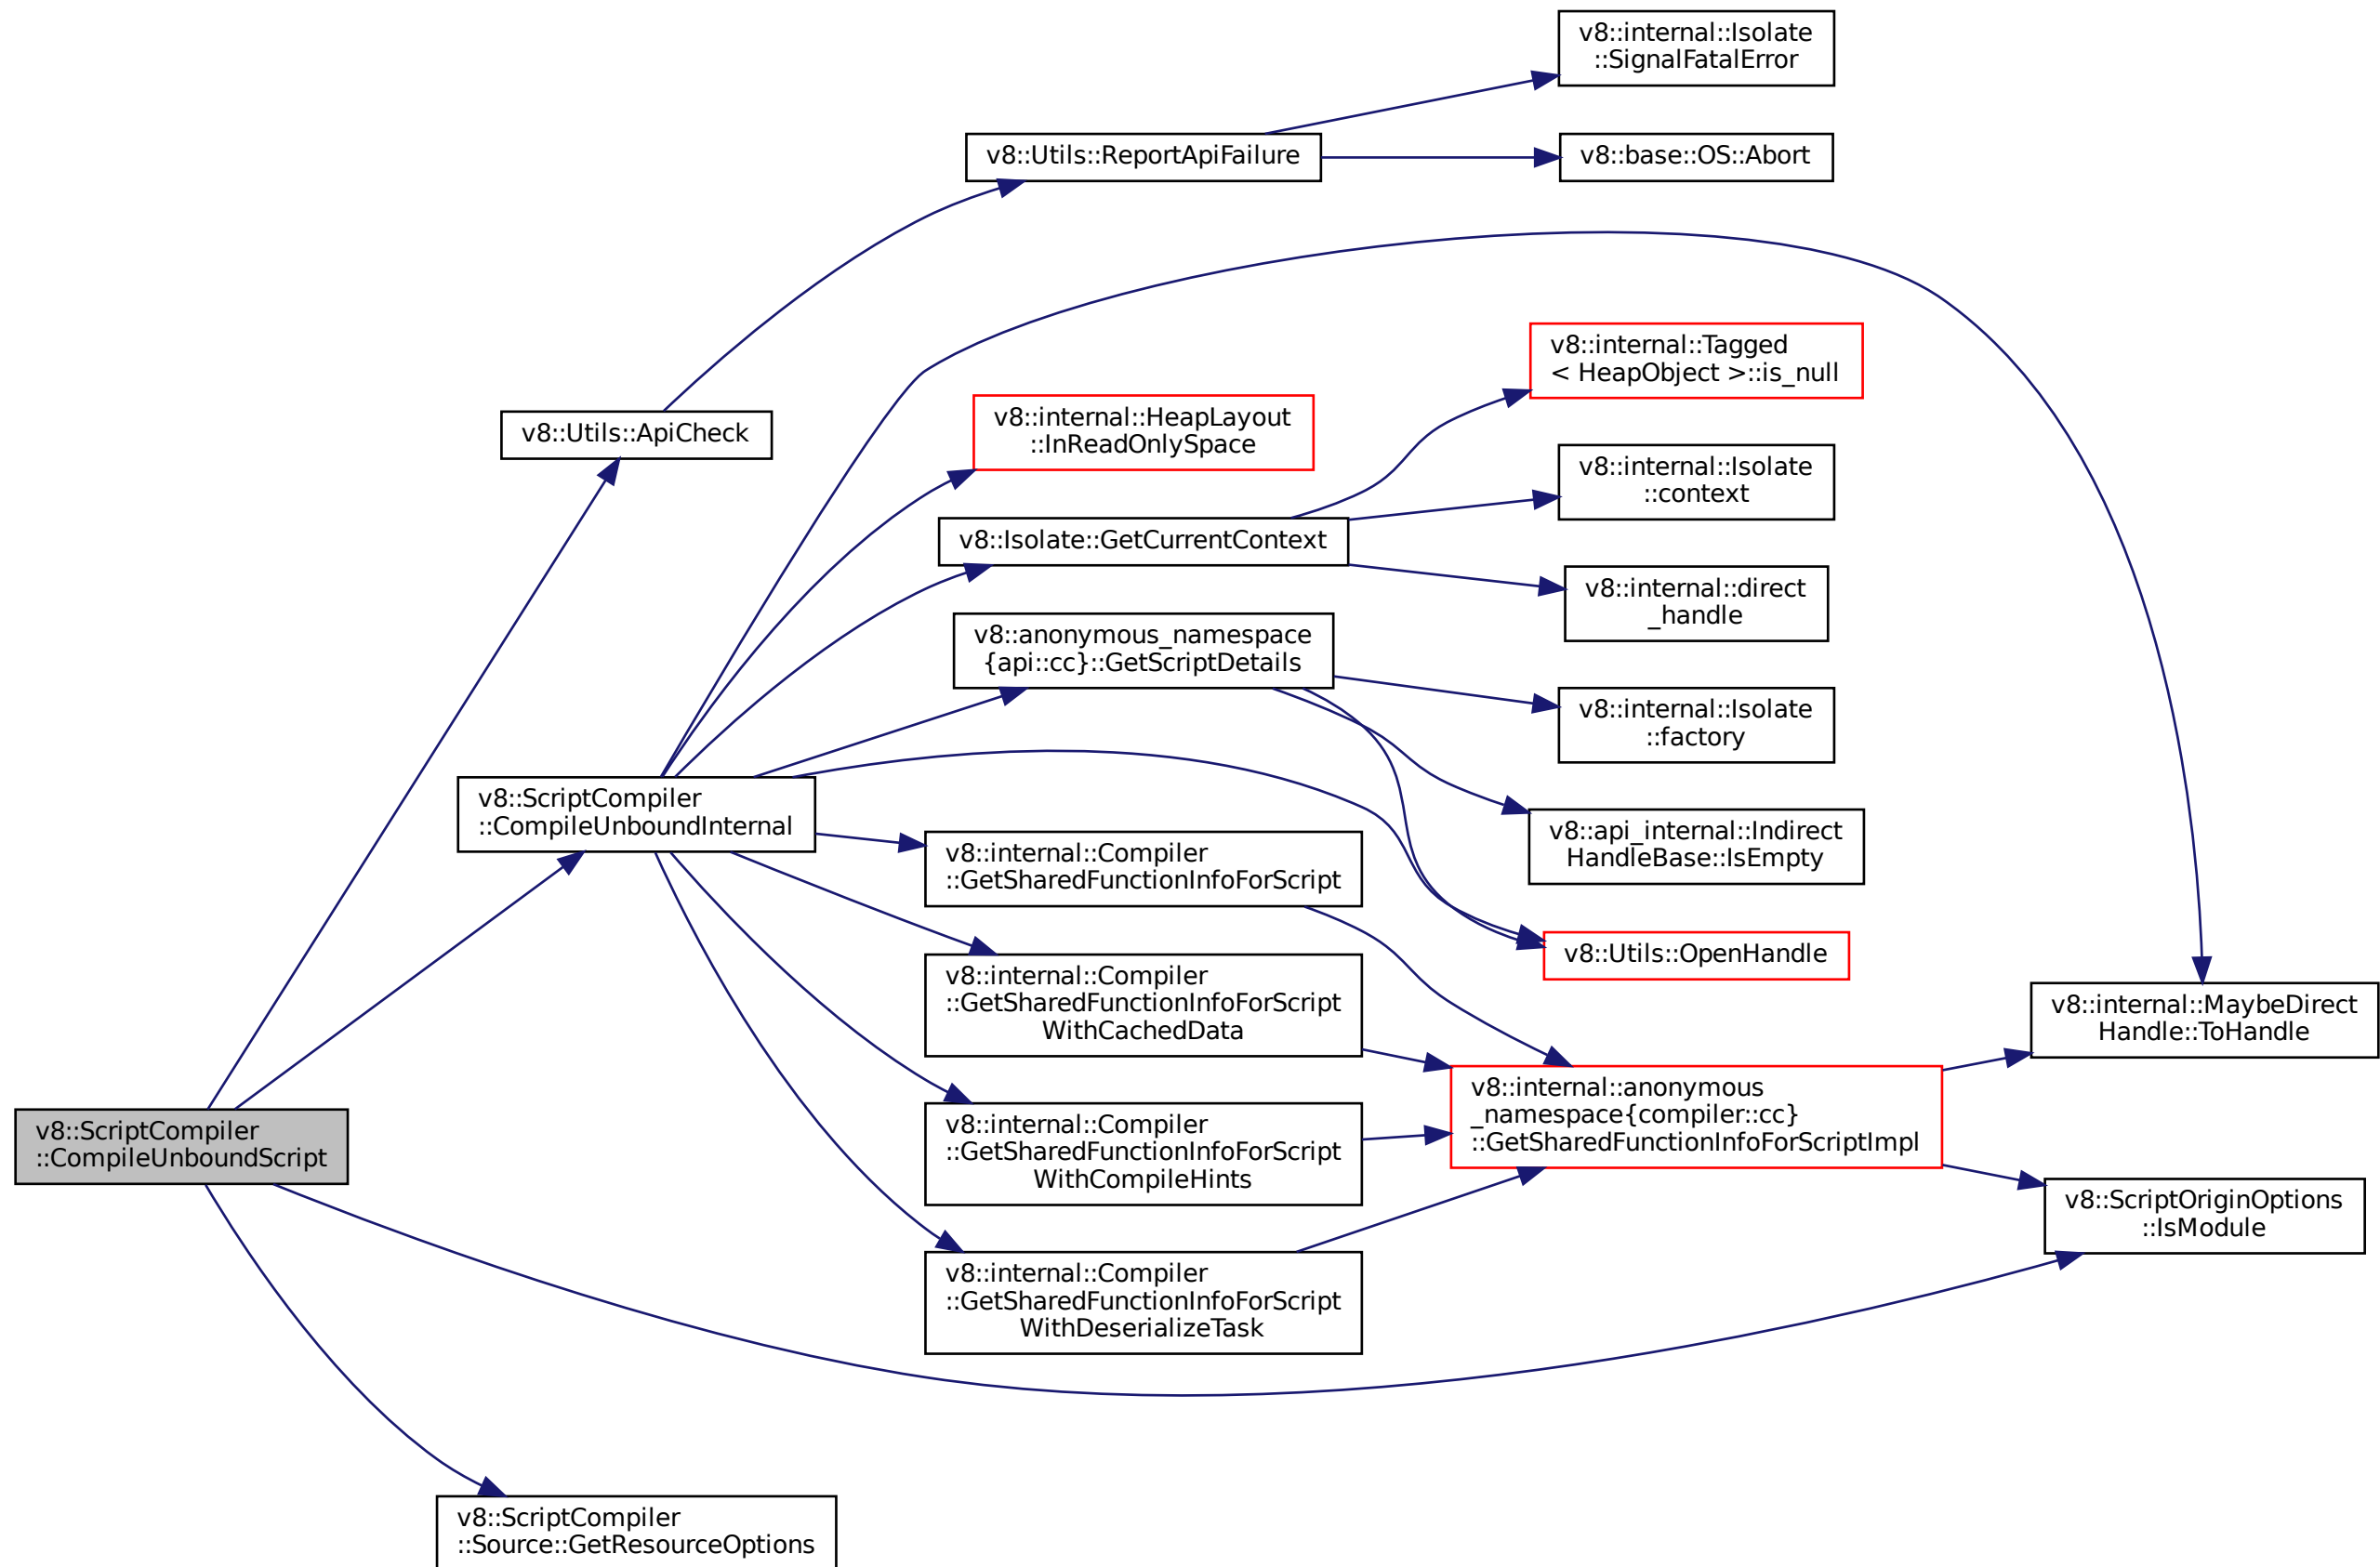 v8::internal::Isolate
::SignalFatalError
v8::Utils::ReportApiFailure
v8::base::OS::Abort
v8::internal::Tagged
< HeapObject >::is_null
v8::Utils::ApiCheck
v8::internal::HeapLayout
::InReadOnlySpace
v8::internal::Isolate
::context
v8::Isolate::GetCurrentContext
v8::internal::direct
_handle
v8::anonymous_namespace
{api::cc}::GetScriptDetails
v8::internal::Isolate
::factory
v8::ScriptCompiler
::CompileUnboundInternal
v8::api_internal::Indirect
HandleBase::IsEmpty
v8::internal::Compiler
::GetSharedFunctionInfoForScript
v8::Utils::OpenHandle
v8::internal::Compiler
::GetSharedFunctionInfoForScript
WithCachedData
v8::internal::MaybeDirect
Handle::ToHandle
v8::internal::anonymous
_namespace{compiler::cc}
::GetSharedFunctionInfoForScriptImpl
v8::ScriptCompiler
::CompileUnboundScript
v8::internal::Compiler
::GetSharedFunctionInfoForScript
WithCompileHints
v8::ScriptOriginOptions
::IsModule
v8::internal::Compiler
::GetSharedFunctionInfoForScript
WithDeserializeTask
v8::ScriptCompiler
::Source::GetResourceOptions